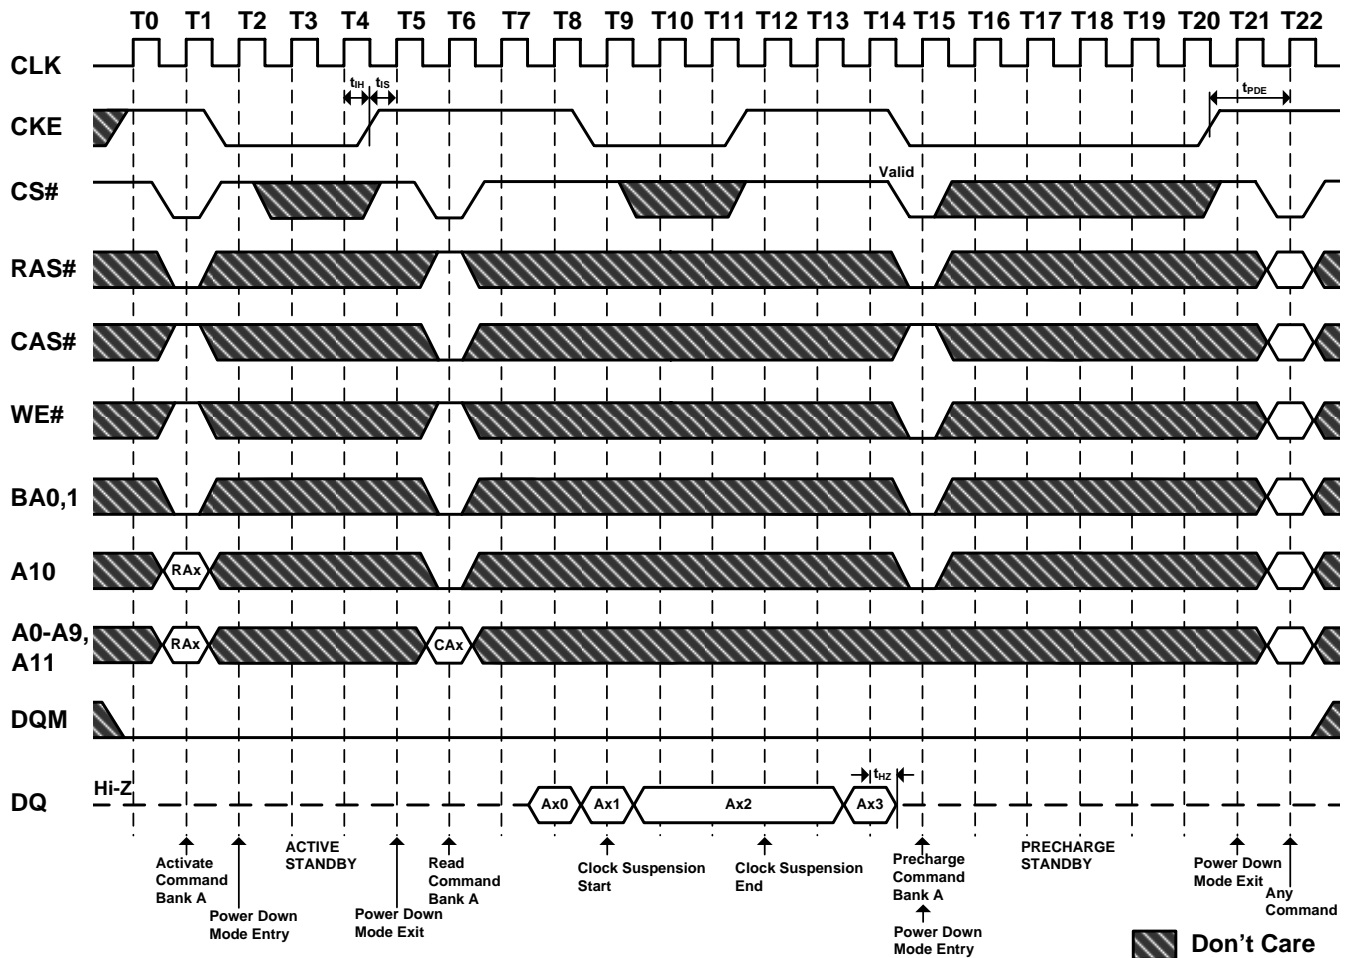 T0 T1 T2 T3 T4 T5 T6 T7 T8 T9 T10 T11 T12 T13 T14 T15 T16 T17 T18 T19 T20 T21 T22
CLK
tIH tIS tPDE
CKE
Valid
CS#
RAS#
CAS#
WE#
BA0,1
A10 RAx
A0-A9,
A11 RAx CAx
DQM
Hi-Z tHZ
DQ Ax0 Ax1 Ax2 Ax3
Activate
Command
Bank A
Power Down
Mode Entry
ACTIVE
STANDBY
Power Down
Mode Exit
Read
Command
Bank A
Clock Suspension
Start
Clock Suspension
End
Precharge
Command
Bank A
Power Down
Mode Entry
PRECHARGE
STANDBY
Power Down
Mode Exit
Any
Command
Don't Care